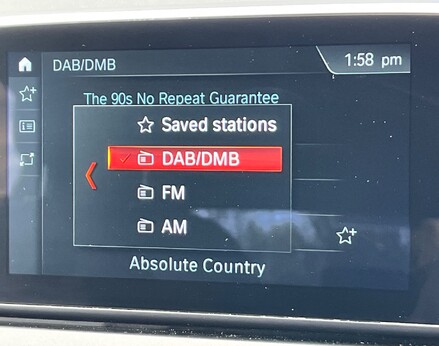 DAB/DMB
1:58 pm
The 90s No Repeat Guarantee
Saved stations
DAB/DMB
FM
AM
Absolute Country